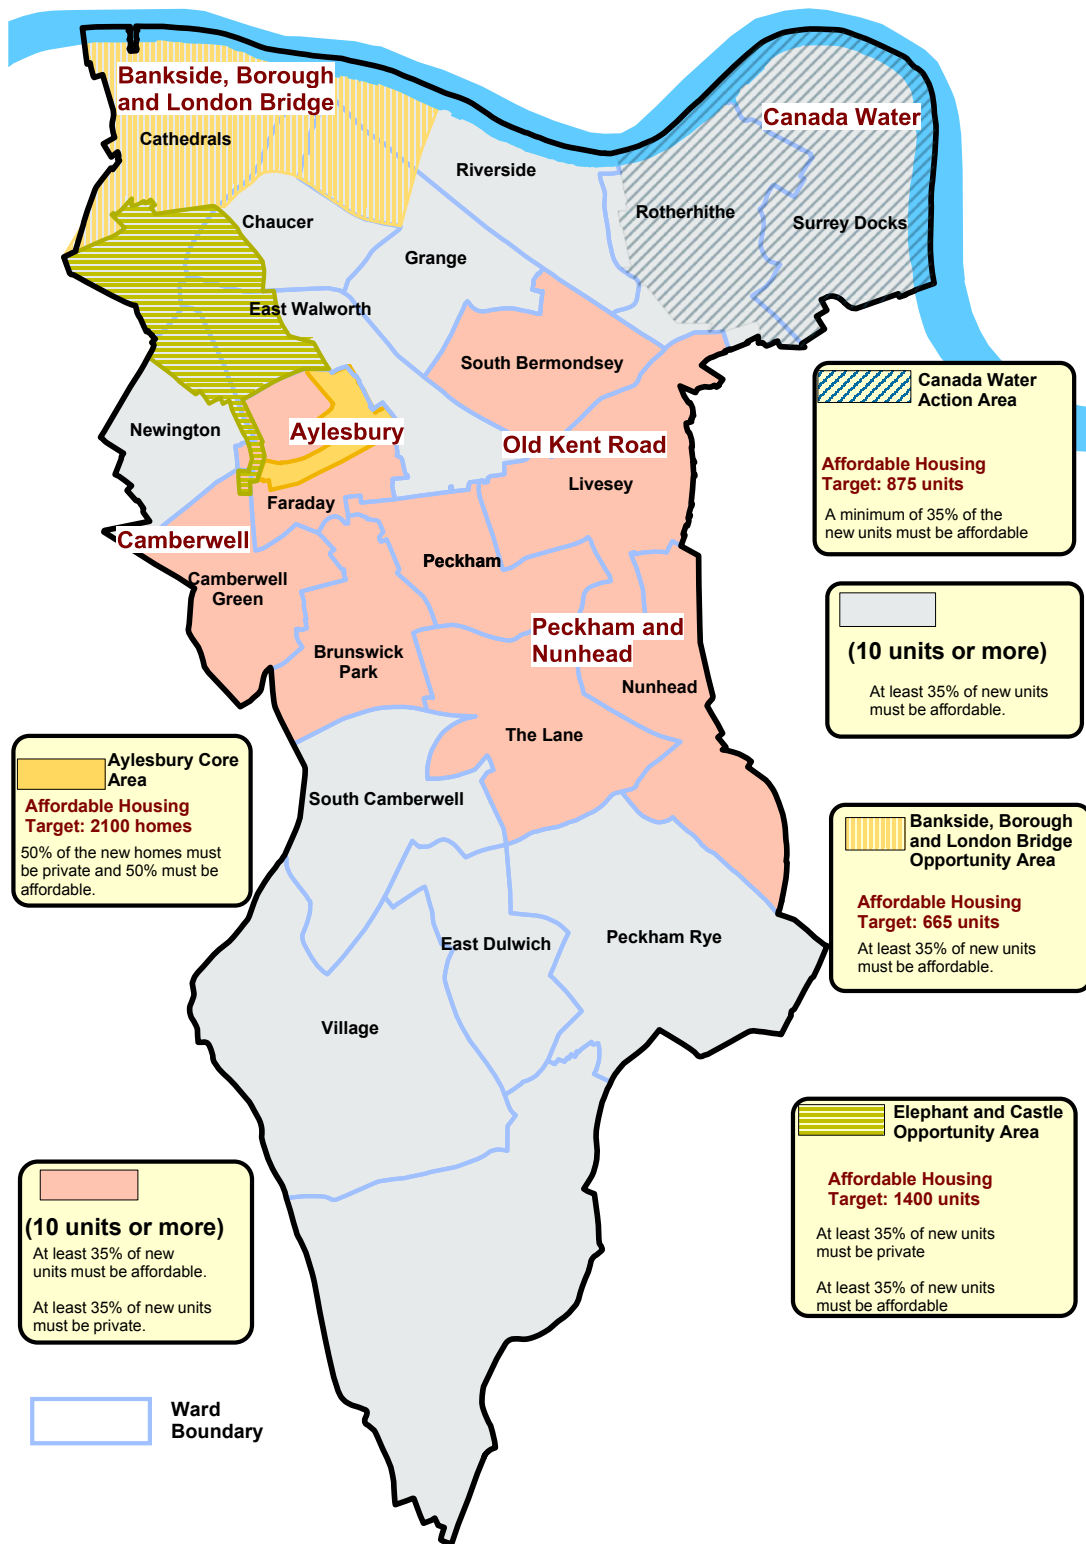 Bankside, Borough
and London Bridge
Cathedrals
Canada Water
Riverside
Rotherhithe
Surrey Docks
Chaucer
Grange
East Walworth
South Bermondsey
Newington
Aylesbury
Old Kent Road
Livesey
Faraday
Camberwell
Peckham
Camberwell
Green
Peckham and
Nunhead
Brunswick
Park
Nunhead
The Lane
South Camberwell
East Dulwich
Peckham Rye
Village
Canada Water
Action Area
Affordable Housing
Target: 875 units
A minimum of 35% of the
new units must be affordable
(10 units or more)
At least 35% of new units
must be affordable.
Aylesbury Core
Area
Affordable Housing
Target: 2100 homes
50% of the new homes must
be private and 50% must be
affordable.
Bankside, Borough
and London Bridge
Opportunity Area
Affordable Housing
Target: 665 units
At least 35% of new units
must be affordable.
Elephant and Castle
Opportunity Area
Affordable Housing
Target: 1400 units
At least 35% of new units
must be private
At least 35% of new units
must be affordable
(10 units or more)
At least 35% of new
units must be affordable.
At least 35% of new units
must be private.
Ward
Boundary